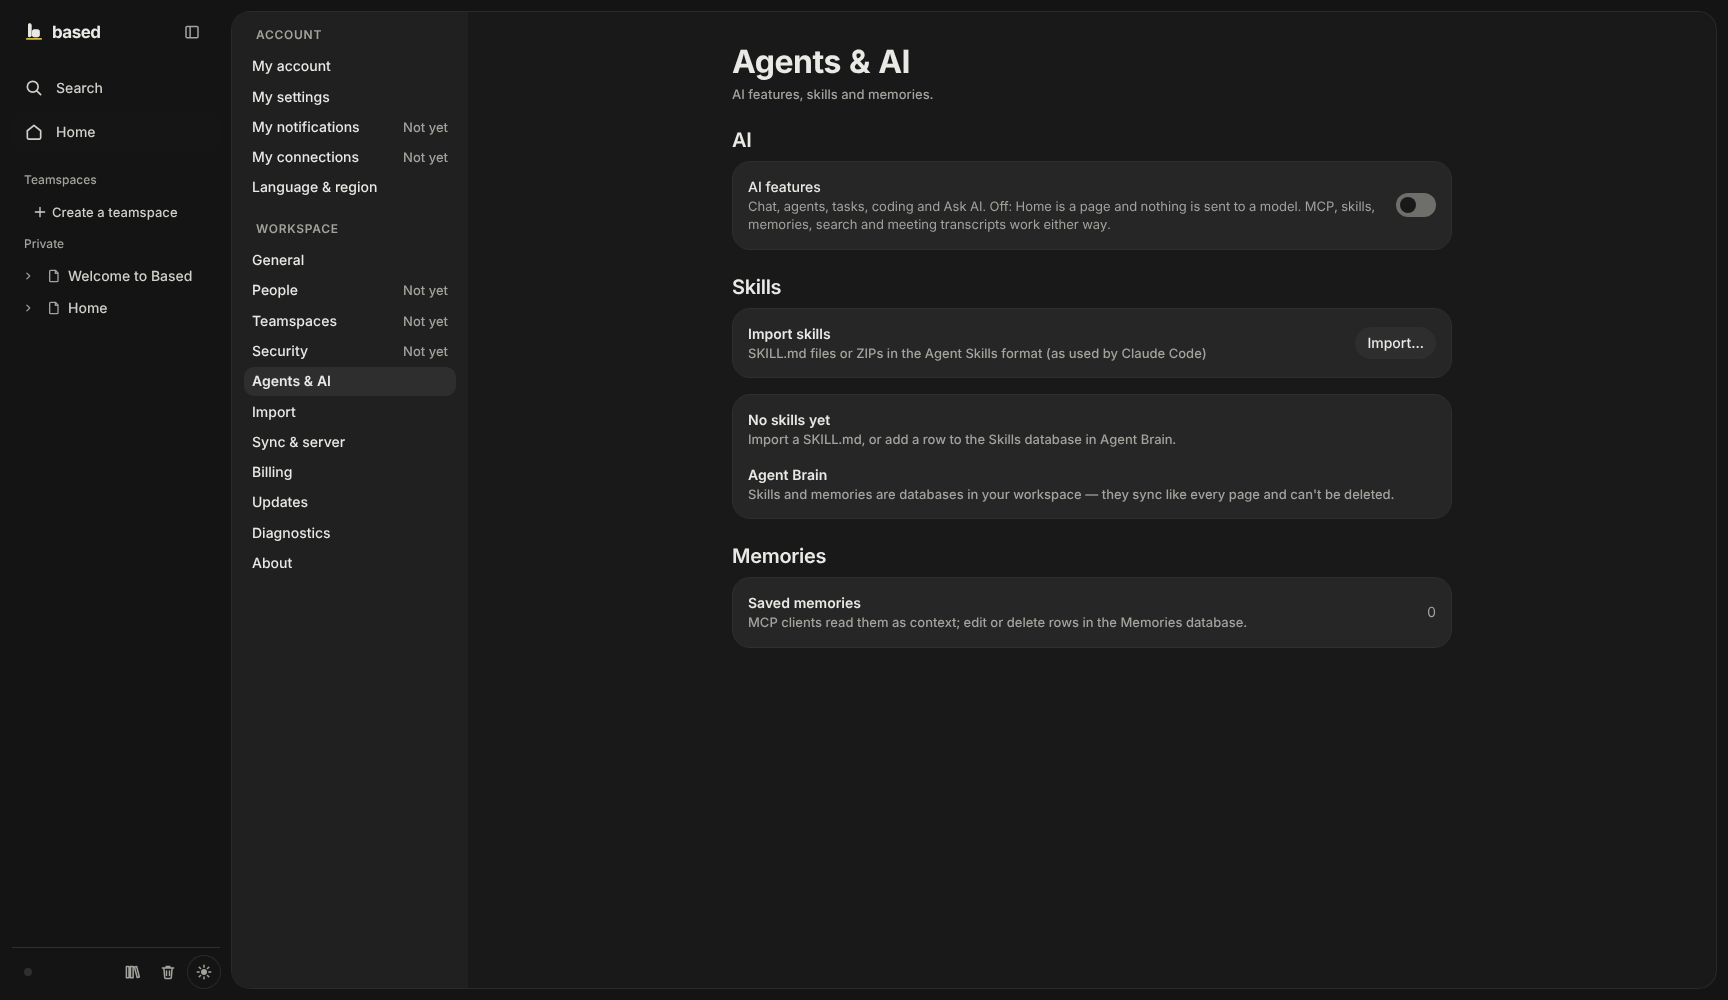 based
Search
Home
Teamspaces
Create a teamspace
Private
Welcome to Based
Home
ACCOUNT
My account
My settings
My notifications Not yet
My connections Not yet
Language & region
WORKSPACE
General
People Not yet
Teamspaces Not yet
Security Not yet
Agents & AI
Import
Sync & server
Billing
Updates
Diagnostics
About
Agents & AI
AI features, skills and memories.
AI
AI features
Chat, agents, tasks, coding and Ask AI. Off: Home is a page and nothing is sent to a model. MCP, skills,
memories, search and meeting transcripts work either way.
Skills
Import skills
SKILL.md files or ZIPs in the Agent Skills format (as used by Claude Code)
Import...
No skills yet
Import a SKILL.md, or add a row to the Skills database in Agent Brain.
Agent Brain
Skills and memories are databases in your workspace — they sync like every page and can't be deleted.
Memories
Saved memories
MCP clients read them as context; edit or delete rows in the Memories database.
0